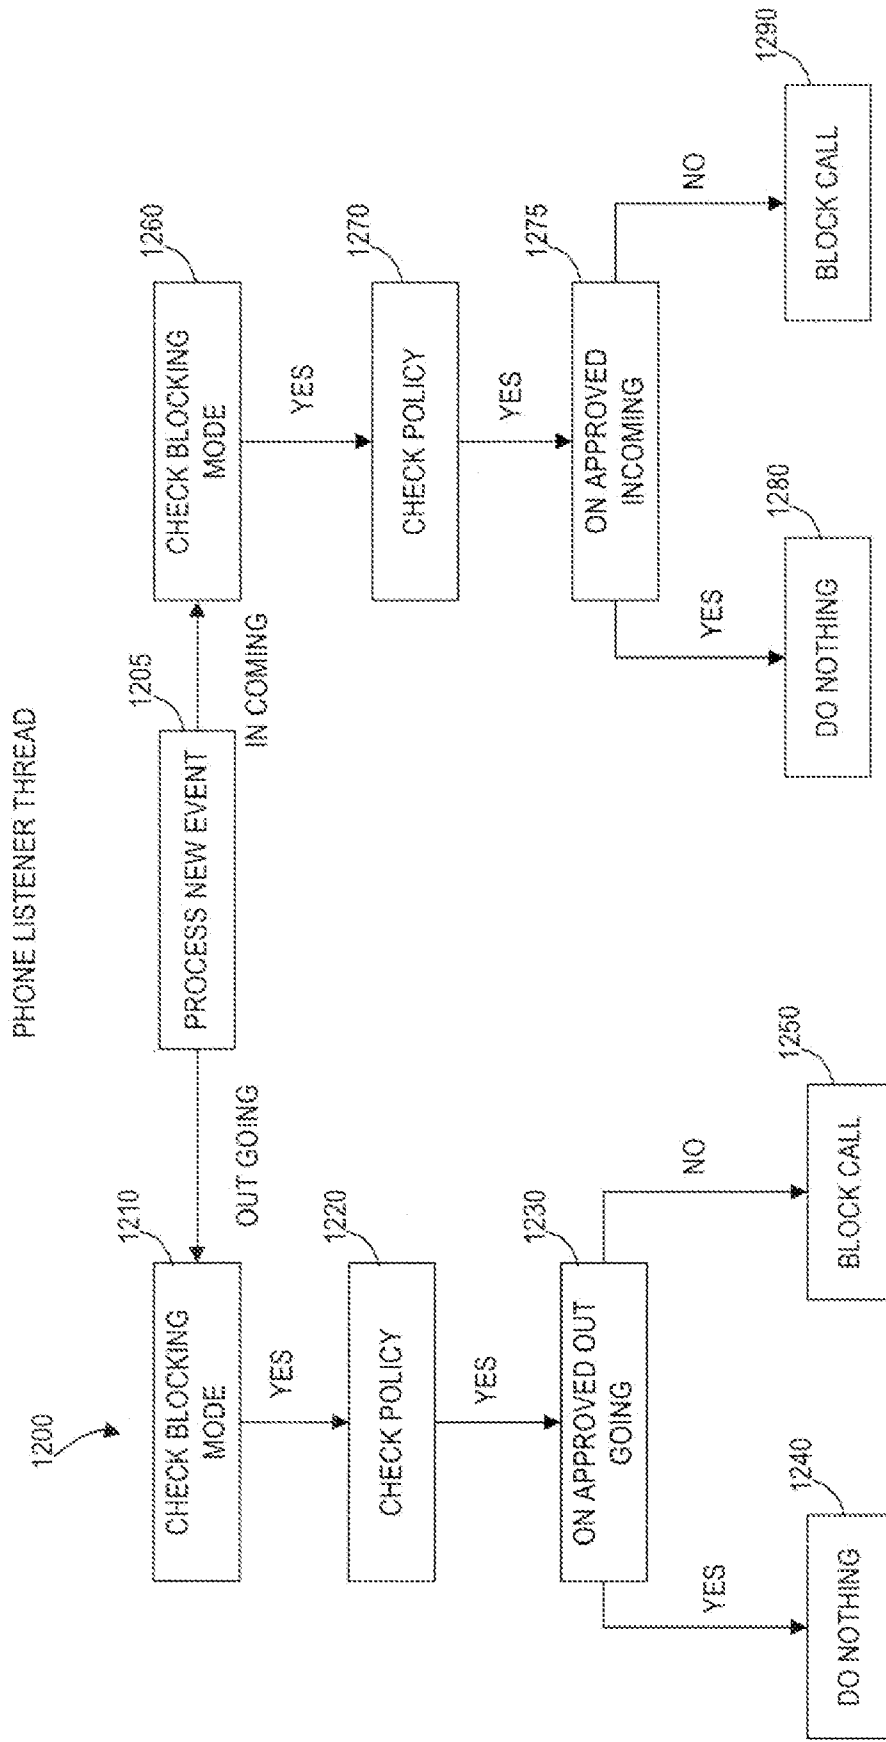 PHONE LISTENER THREAD
1200
1205
PROCESS NEW EVENT
OUT GOING
IN COMING
1210
CHECK BLOCKING
MODE
YES
1220
CHECK POLICY
YES
1230
ON APPROVED OUT
GOING
YES
NO
1240
DO NOTHING
1250
BLOCK CALL
1260
CHECK BLOCKING
MODE
YES
1270
CHECK POLICY
YES
1275
ON APPROVED
INCOMING
YES
NO
1280
DO NOTHING
1290
BLOCK CALL